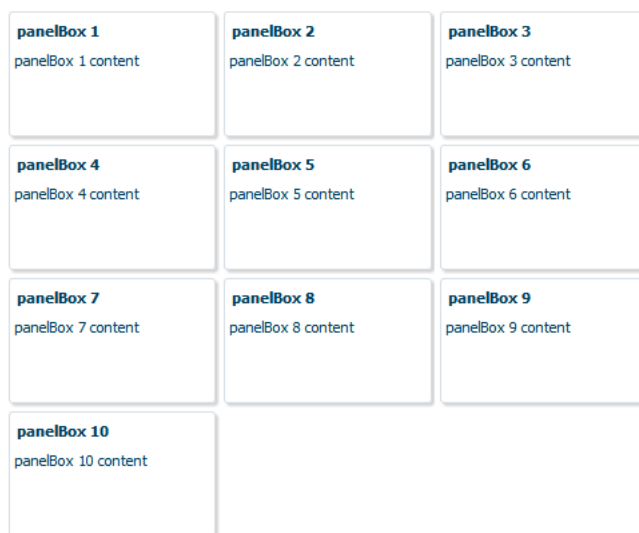 panelBox 1
panelBox 1 content
panelBox 2
panelBox 2 content
panelBox 3
panelBox 3 content
panelBox 4
panelBox 4 content
panelBox 5
panelBox 5 content
panelBox 6
panelBox 6 content
panelBox 7
panelBox 7 content
panelBox 8
panelBox 8 content
panelBox 9
panelBox 9 content
panelBox 10
panelBox 10 content